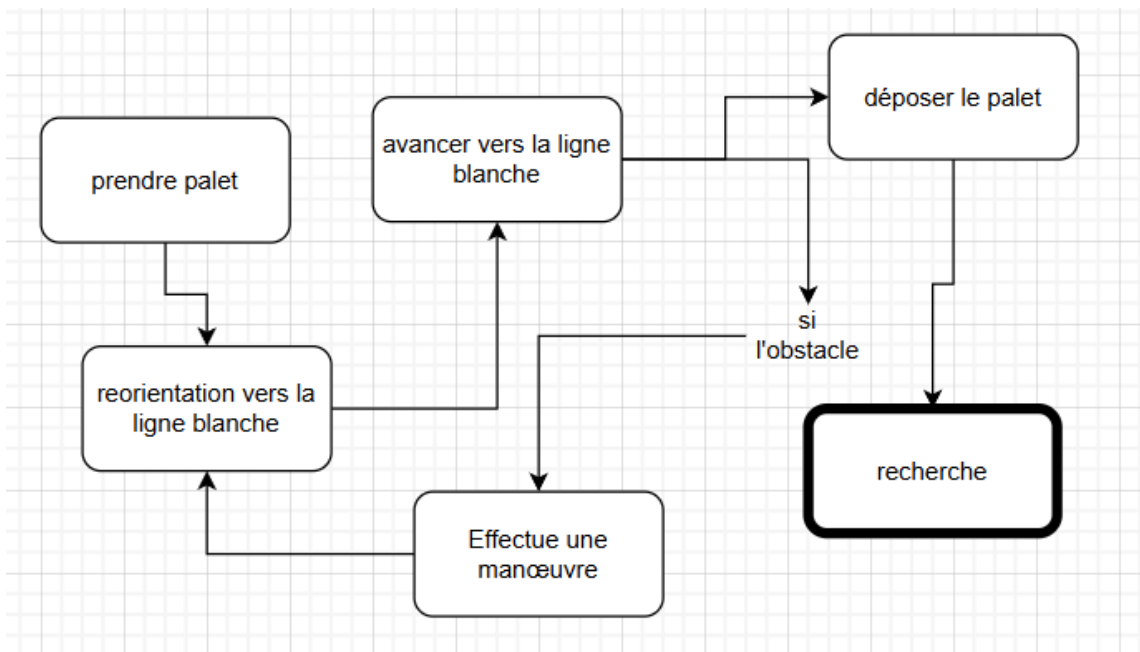 prendre palet
avancer vers la ligne
blanche
déposer le palet
si
l'obstacle
reorientation vers la
ligne blanche
recherche
Effectue une
manœuvre